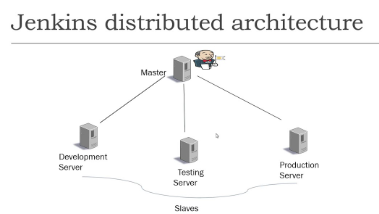 Jenkins distributed architecture
Master
Development
Server
Testing
Server
Production
Server
Slaves